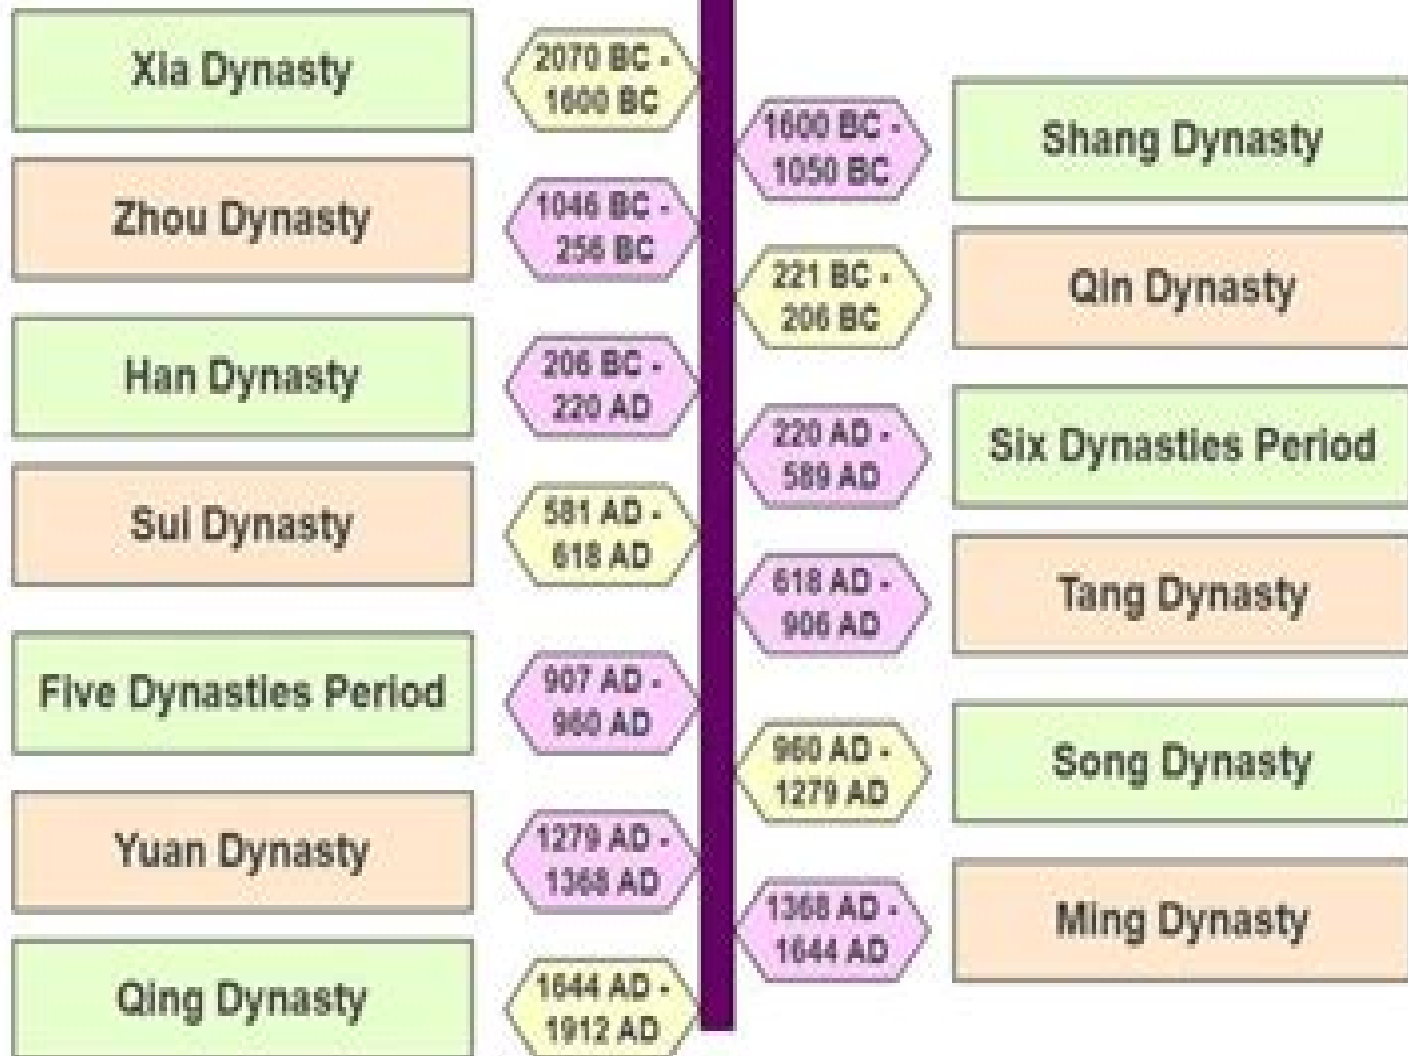 Xia Dynasty
2070 BC -
1600 BC
1600 BC -
1050 BC
Shang Dynasty
Zhou Dynasty
1046 BC -
256 BC
221 BC -
206 BC
Qin Dynasty
Han Dynasty
206 BC -
220 AD
220 AD -
589 AD
Six Dynasties Period
Sui Dynasty
581 AD -
618 AD
618 AD -
906 AD
Tang Dynasty
Five Dynasties Period
907 AD -
960 AD
960 AD -
1279 AD
Song Dynasty
Yuan Dynasty
1279 AD -
1368 AD
1368 AD -
1644 AD
Ming Dynasty
Qing Dynasty
1644 AD -
1912 AD